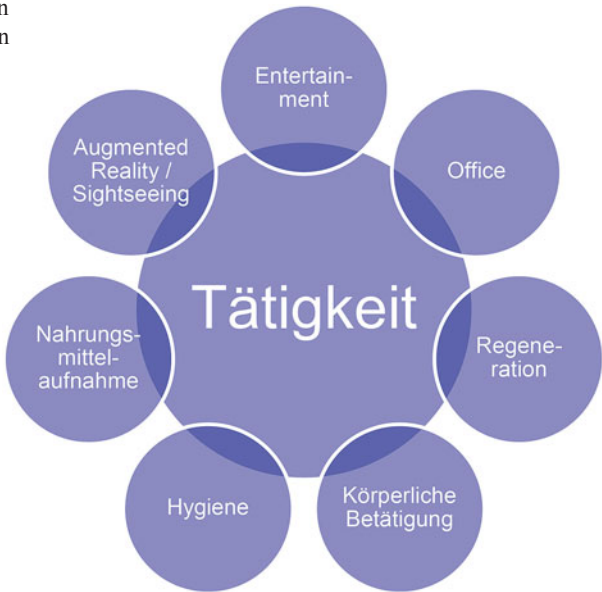 n
n
Entertain-
ment
Office
Regene-
ration
Körperliche
Betätigung
Hygiene
Nahrungs-
mittel-
aufnahme
Augmented
Reality /
Sightseeing
Tätigkeit